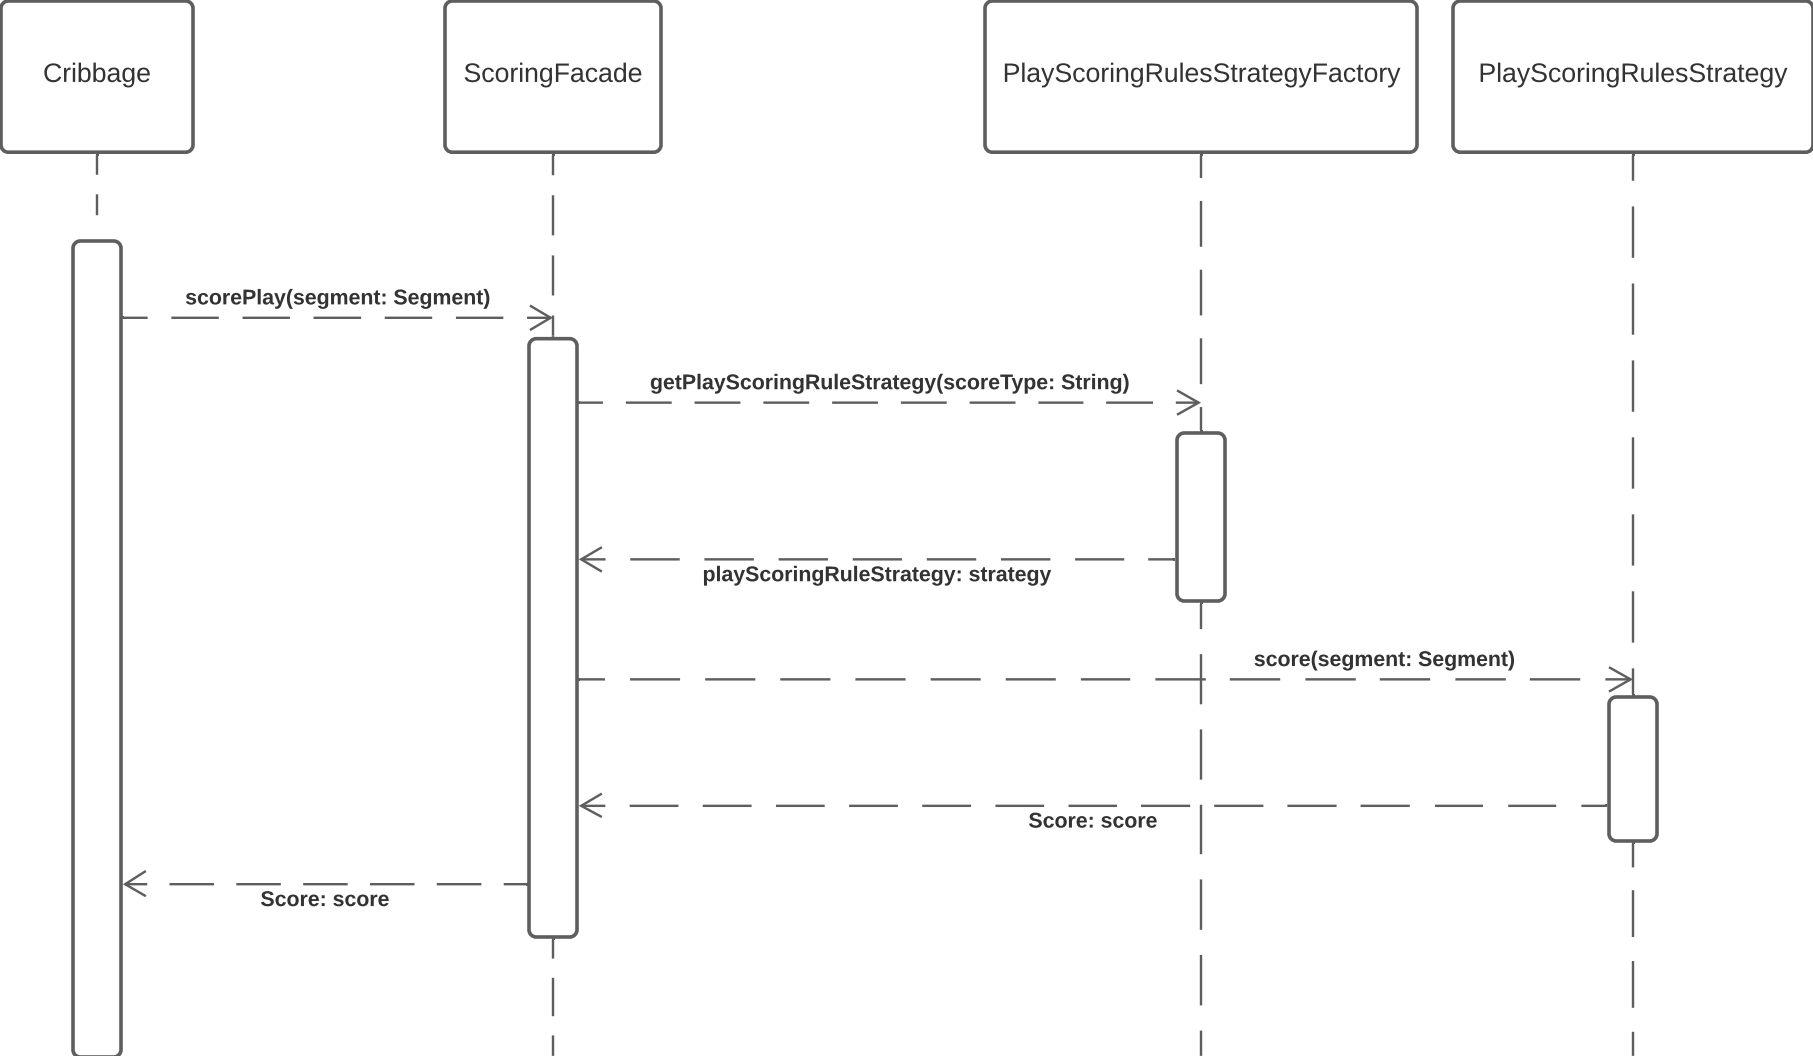 Cribbage
ScoringFacade
PlayScoringRulesStrategyFactory
PlayScoringRulesStrategy
scorePlay(segment: Segment)
getPlayScoringRuleStrategy(scoreType: String)
playScoringRuleStrategy: strategy
score(segment: Segment)
Score: score
Score: score